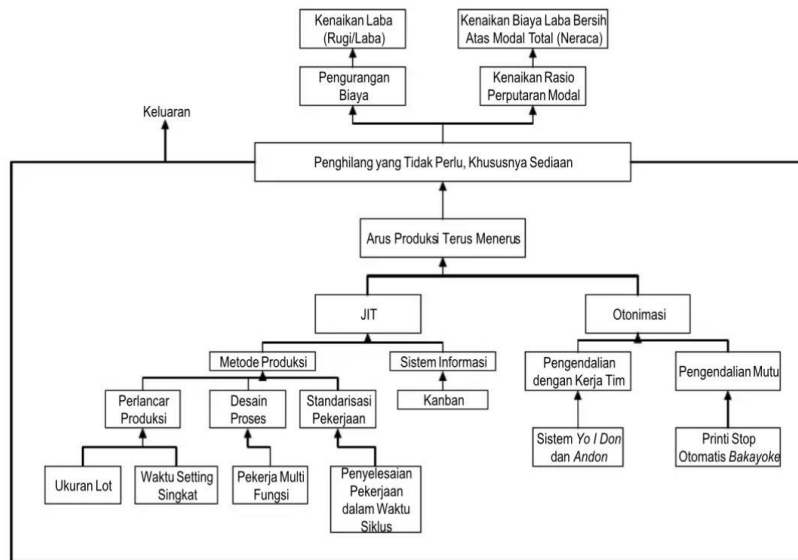 Kenaikan Laba
(Rugi/Laba)
Kenaikan Biaya Laba Bersih
Atas Modal Total (Neraca)
Pengurangan
Biaya
Kenaikan Rasio
Perputaran Modal
Keluaran
Penghilang yang Tidak Perlu, Khususnya Sediaan
Arus Produksi Terus Menerus
JIT
Otonimasi
Metode Produksi
Sistem Informasi
Pengendalian
dengan Kerja Tim
Pengendalian Mutu
Perlancar
Produksi
Desain
Proses
Standarisasi
Pekerjaan
Kanban
Ukuran Lot
Waktu Setting
Singkat
Pekerja Multi
Fungsi
Penyelesaian
Pekerjaan
dalam Waktu
Siklus
Sistem Yo I Don
dan Andon
Printi Stop
Otomatis Bakayoke